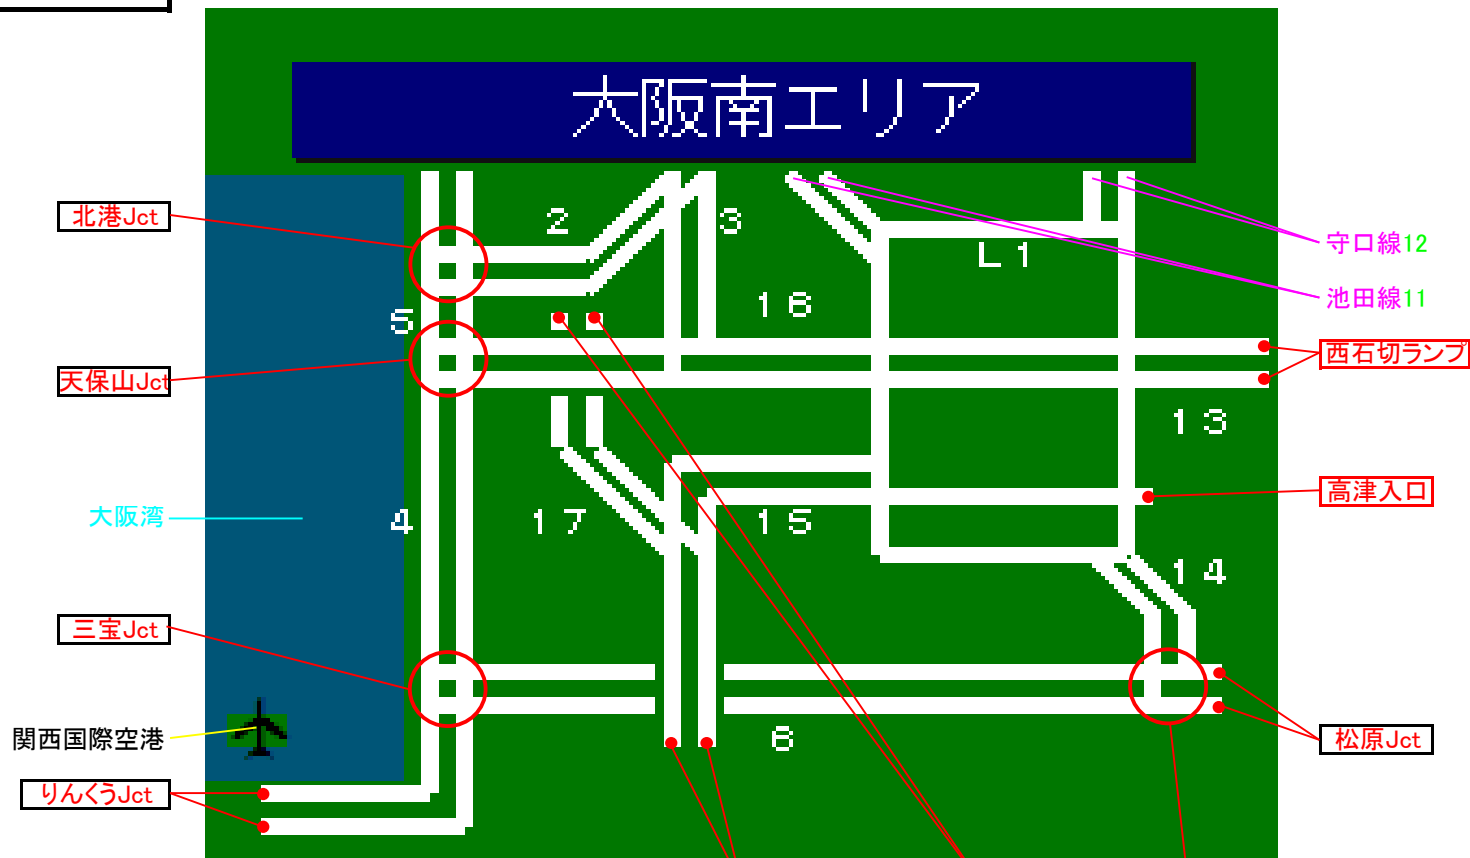 大阪南エリア
北港Jct
2
3
守口線12
L1
池田線11
16
5
西石切ランプ
天保山Jct
13
高津入口
大阪湾
4
17
15
14
三宝Jct
関西国際空港
6
松原Jct
りんくうJct